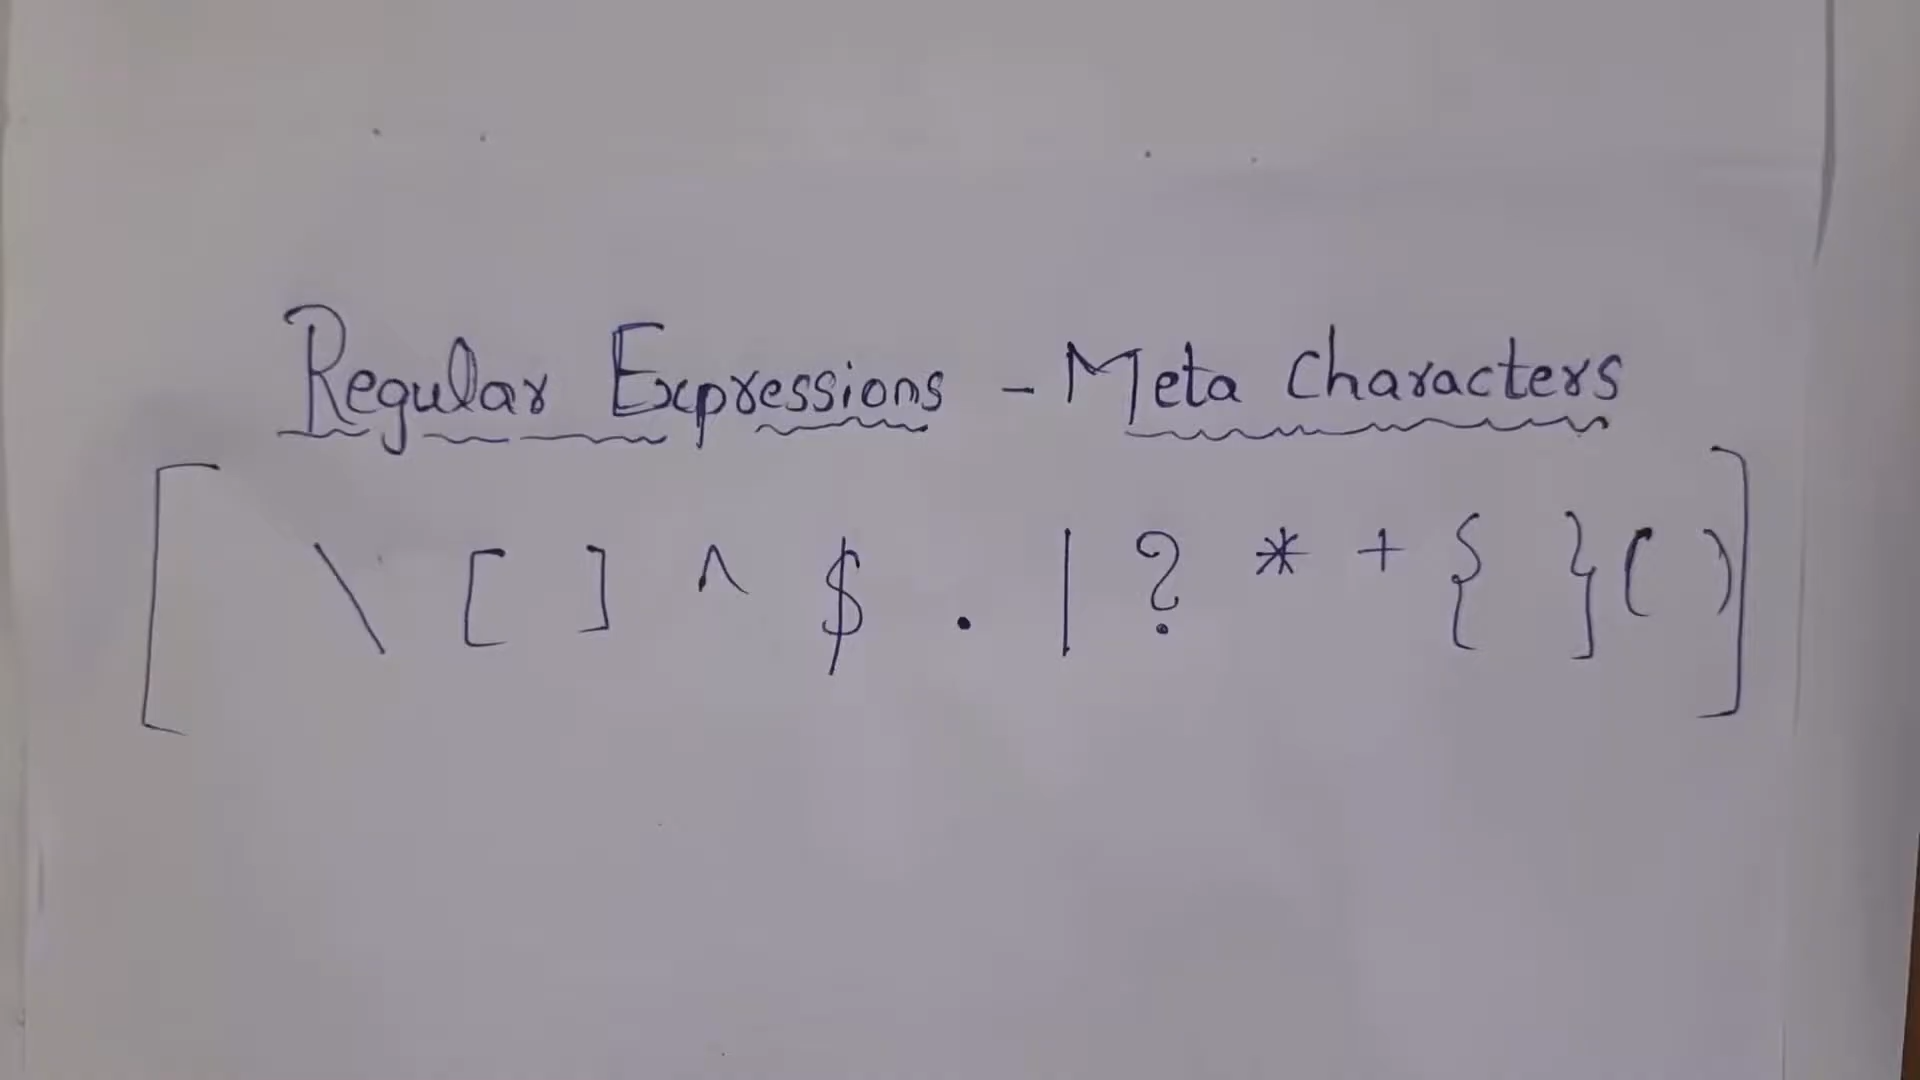 Regular Expressions - Meta Characters
[ \ [ ] ^ $ . | ? * + { } ( ) ]